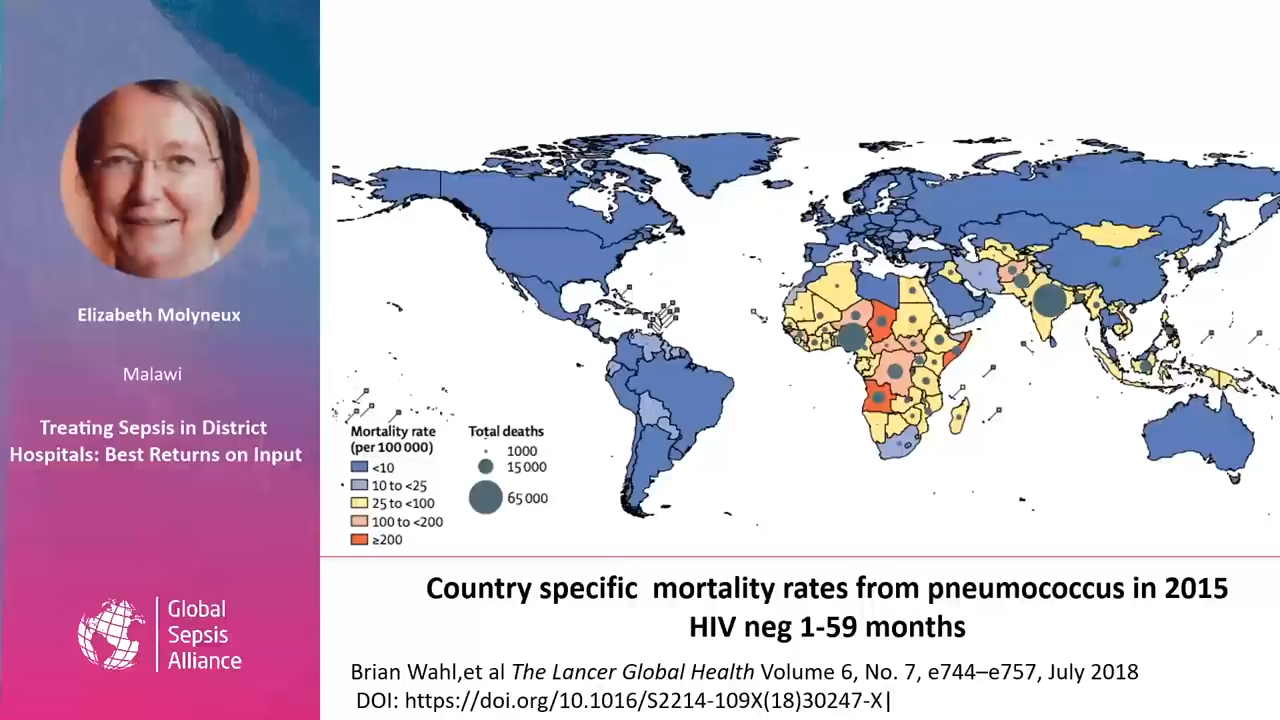 Elizabeth Molyneux
Malawi
Treating Sepsis in District
Hospitals: Best Returns on Input
Global
Sepsis
Alliance
Mortality rate
(per 100 000)
<10
10 to <25
25 to <100
100 to <200
≥200
Total deaths
1000
15 000
65 000
Country specific  mortality rates from pneumococcus in 2015
HIV neg 1-59 months
Brian Wahl,et al The Lancer Global Health Volume 6, No. 7, e744–e757, July 2018
DOI: https://doi.org/10.1016/S2214-109X(18)30247-X|